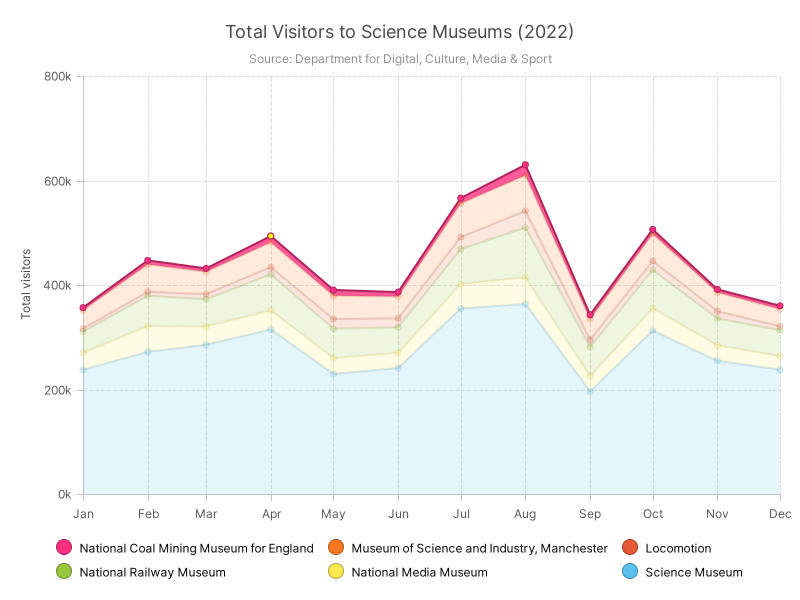 Total Visitors to Science Museums (2022)
Source: Department for Digital, Culture, Media & Sport
800k
600k
400k
200k
0k
Total visitors
Jan Feb Mar Apr May Jun Jul Aug Sep Oct Nov Dec
National Coal Mining Museum for England Museum of Science and Industry, Manchester Locomotion
National Railway Museum National Media Museum Science Museum